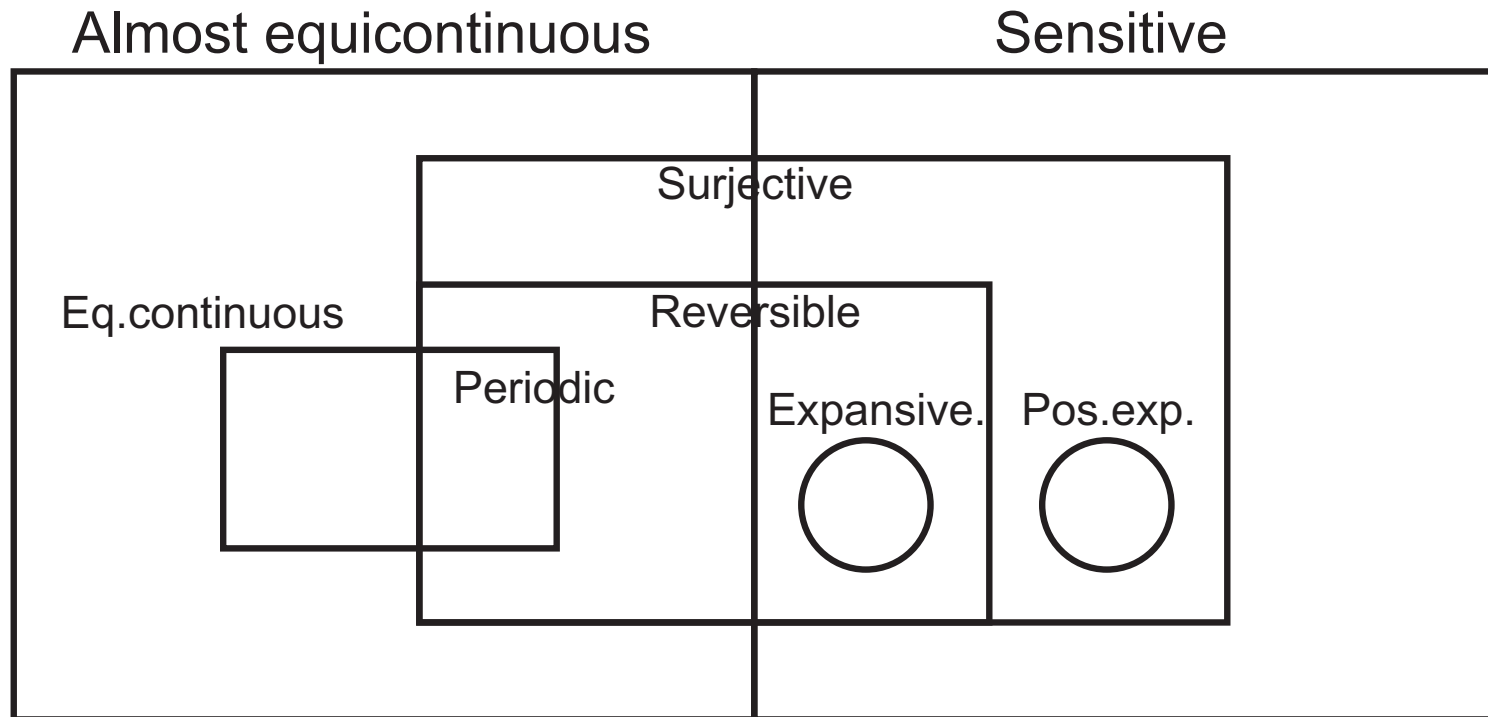 Almost equicontinuous
Sensitive
Surjective
Eq.continuous
Reversible
Periodic
Expansive.
Pos.exp.